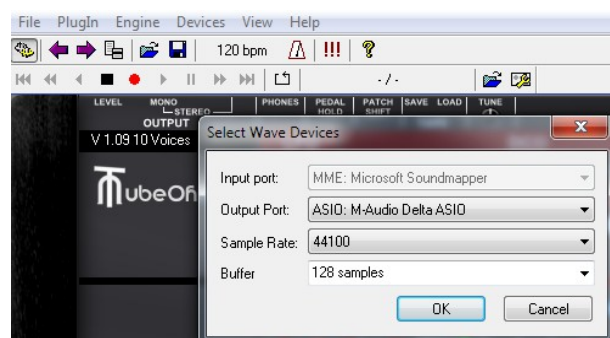 File PlugIn Engine Devices View Help
120 bpm !!! ?
- / -
LEVEL MONO STEREO PHONES PEDAL HOLD PATCH SHIFT SAVE LOAD TUNE
OUTPUT
V 1.09 10 Voices
TubeOh
Select Wave Devices
Input port: MME: Microsoft Soundmapper
Output Port: ASIO: M-Audio Delta ASIO
Sample Rate: 44100
Buffer 128 samples
OK Cancel